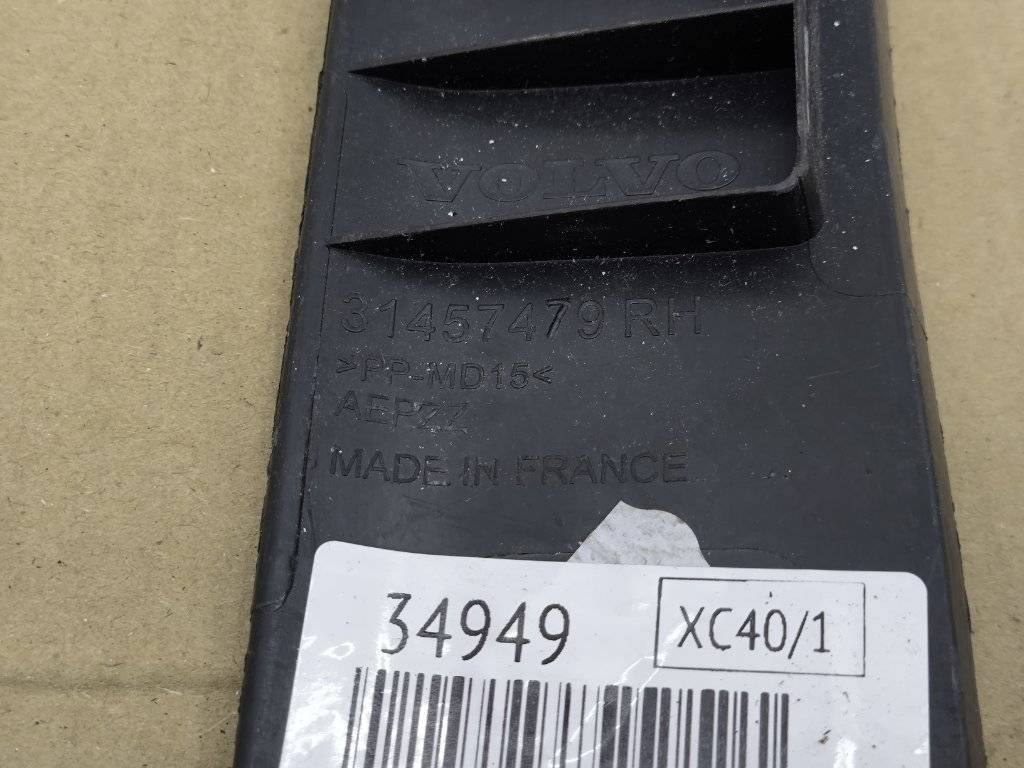 VOLVO
31457479 RH
>PP-MD15<
AEPZZ
MADE IN FRANCE
34949
XC40/1